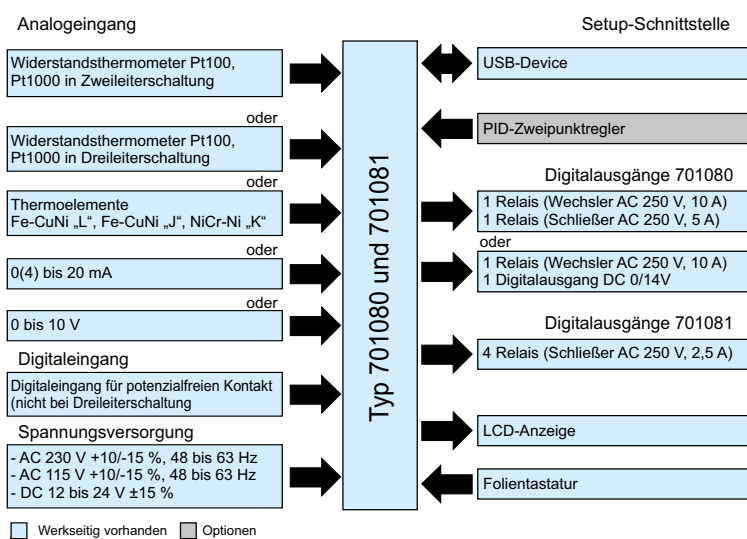 Analogeingang
Widerstandsthermometer Pt100,
Pt1000 in Zweileiterschaltung
oder
Widerstandsthermometer Pt100,
Pt1000 in Dreileiterschaltung
oder
Thermoelemente
Fe-CuNi „L“, Fe-CuNi „J“, NiCr-Ni „K“
oder
0(4) bis 20 mA
oder
0 bis 10 V
Digitaleingang
Digitaleingang für potenzialfreien Kontakt
(nicht bei Dreileiterschaltung
Spannungsversorgung
- AC 230 V +10/-15 %, 48 bis 63 Hz
- AC 115 V +10/-15 %, 48 bis 63 Hz
- DC 12 bis 24 V ±15 %
Typ 701080 und 701081
Setup-Schnittstelle
USB-Device
PID-Zweipunktregler
Digitalausgänge 701080
1 Relais (Wechsler AC 250 V, 10 A)
1 Relais (Schließer AC 250 V, 5 A)
oder
1 Relais (Wechsler AC 250 V, 10 A)
1 Digitalausgang DC 0/14V
Digitalausgänge 701081
4 Relais (Schließer AC 250 V, 2,5 A)
LCD-Anzeige
Folientastatur
Werkseitig vorhanden
Optionen